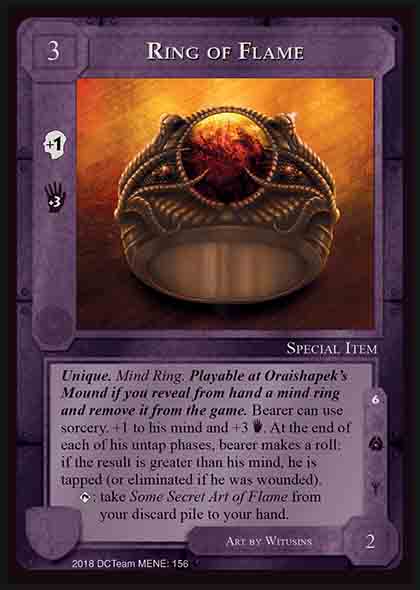 3
RING OF FLAME
+1
+3
SPECIAL ITEM
Unique. Mind Ring. Playable at Oraishapek's
Mound if you reveal from hand a mind ring
and remove it from the game. Bearer can use
sorcery. +1 to his mind and +3 . At the end of
each of his untap phases, bearer makes a roll:
if the result is greater than his mind, he is
tapped (or eliminated if he was wounded).
: take Some Secret Art of Flame from
your discard pile to your hand.
6
ART BY WITUSINS
2
2018 DCTeam MENE: 156